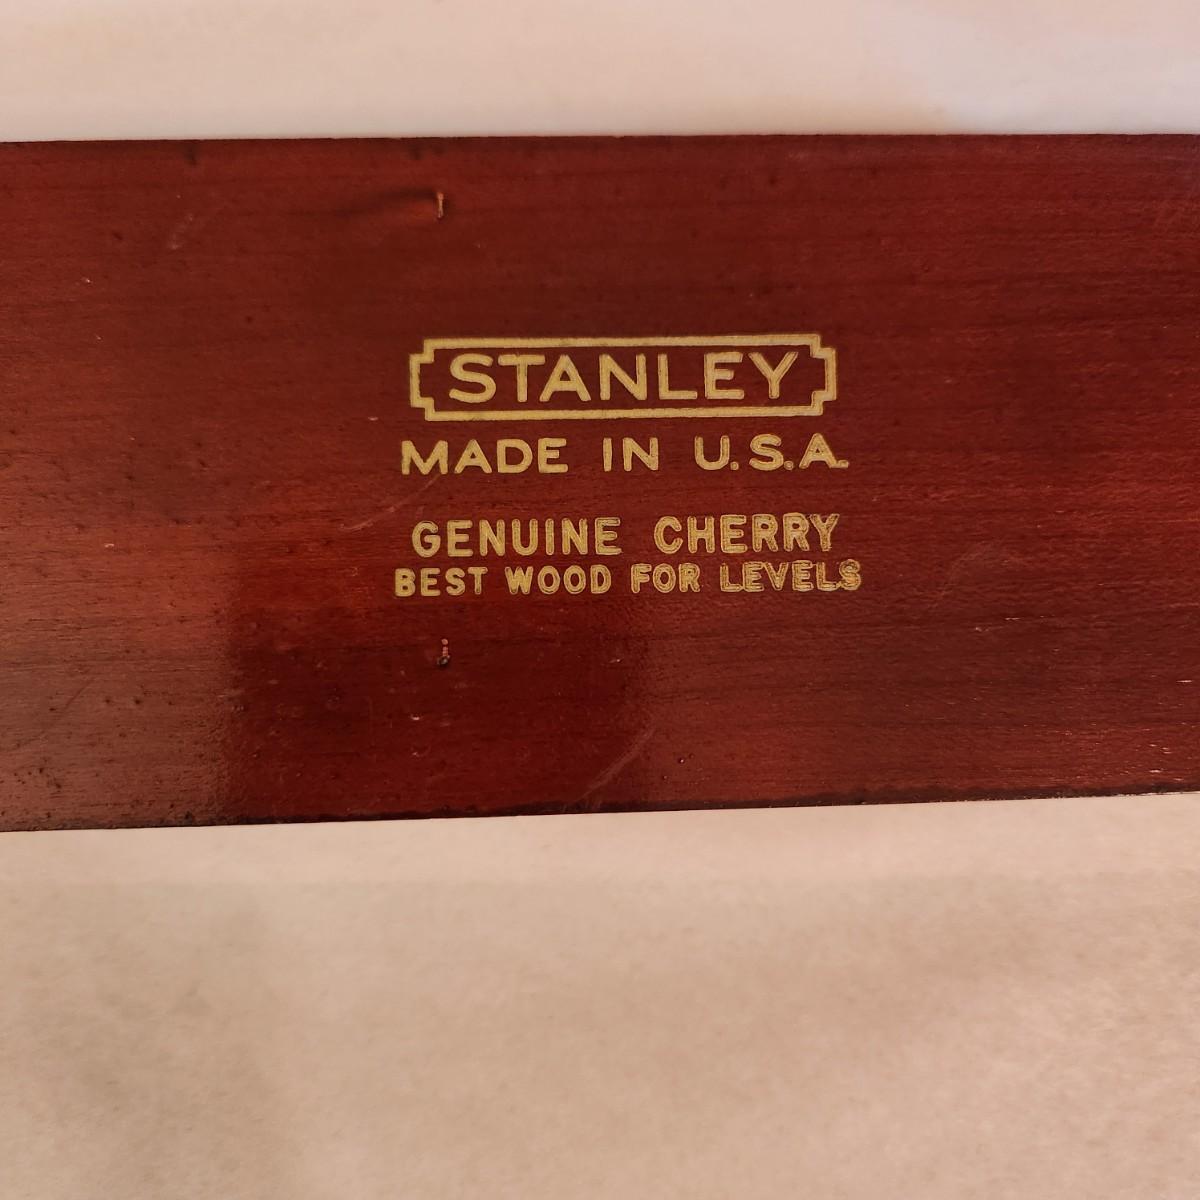 STANLEY
MADE IN U.S.A.
GENUINE CHERRY
BEST WOOD FOR LEVELS